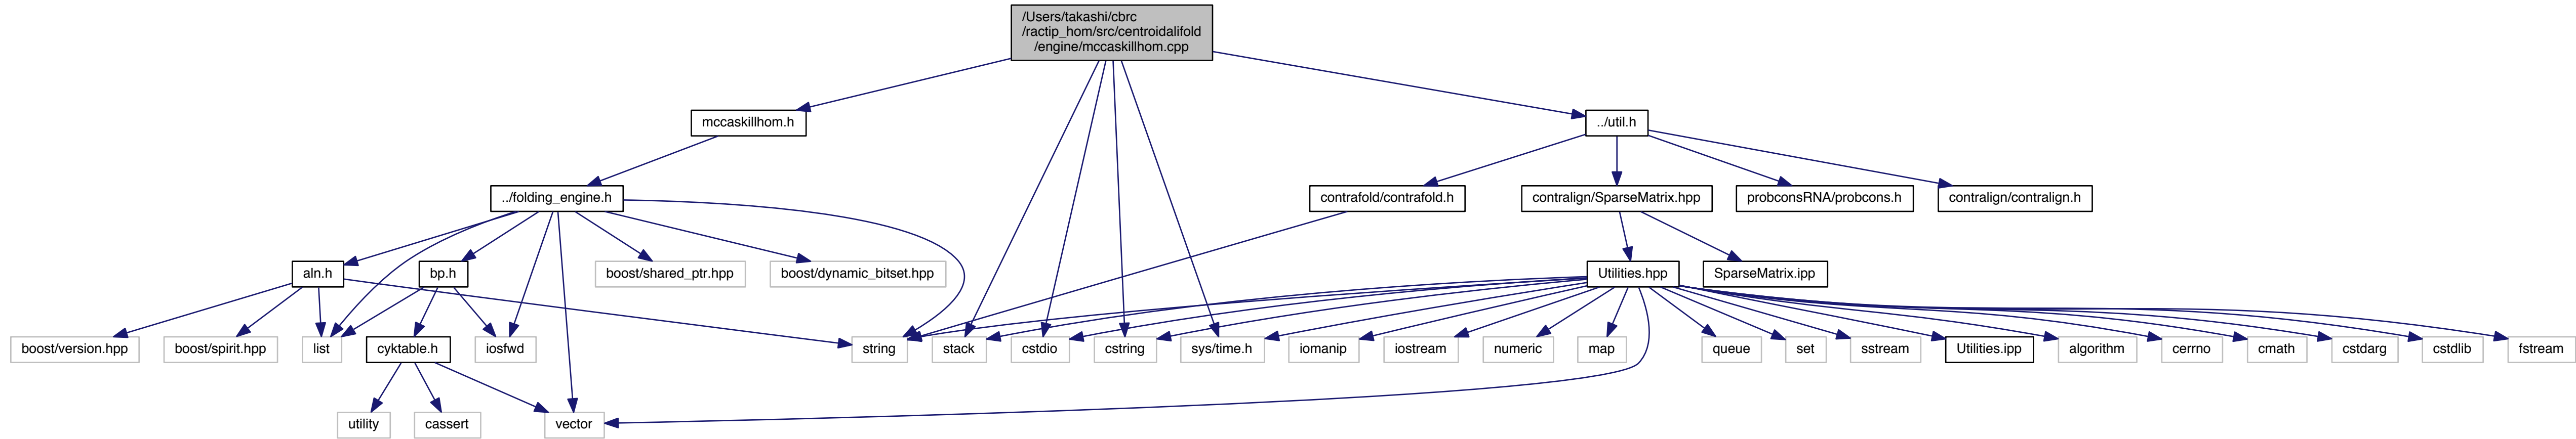 /Users/takashi/cbrc
/ractip_hom/src/centroidalifold
/engine/mccaskillhom.cpp
mccaskillhom.h
../util.h
../folding_engine.h
contrafold/contrafold.h
contralign/SparseMatrix.hpp
probconsRNA/probcons.h
contralign/contralign.h
aln.h
bp.h
boost/shared_ptr.hpp
boost/dynamic_bitset.hpp
Utilities.hpp
SparseMatrix.ipp
boost/version.hpp
boost/spirit.hpp
list
cyktable.h
iosfwd
string
stack
cstdio
cstring
sys/time.h
iomanip
iostream
numeric
map
queue
set
sstream
Utilities.ipp
algorithm
cerrno
cmath
cstdarg
cstdlib
fstream
utility
cassert
vector